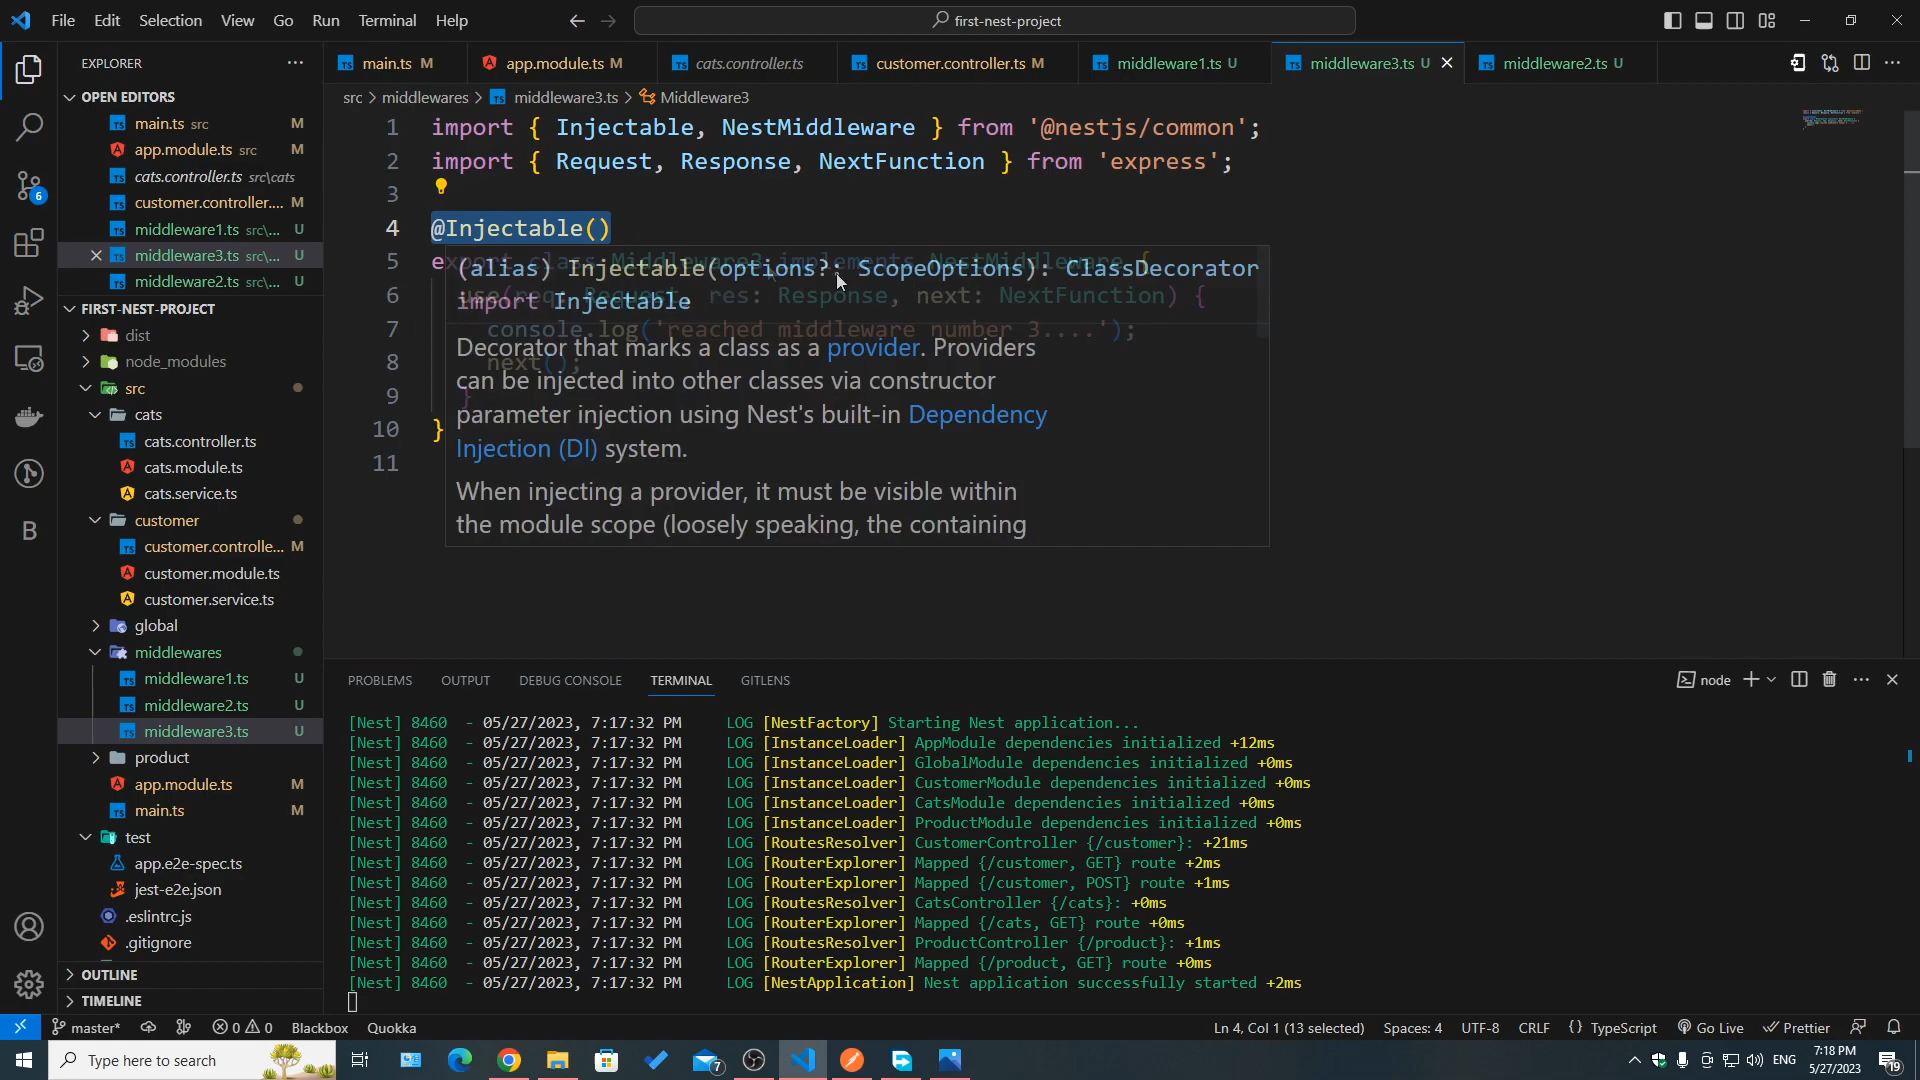 File Edit Selection View Go Run Terminal Help
first-nest-project
EXPLORER
OPEN EDITORS
main.ts src M
app.module.ts src M
cats.controller.ts src\cats
customer.controller.... M
middleware1.ts src\... U
middleware3.ts src\... U
middleware2.ts src\... U
FIRST-NEST-PROJECT
dist
node_modules
src
cats
cats.controller.ts
cats.module.ts
cats.service.ts
customer
customer.controlle... M
customer.module.ts
customer.service.ts
global
middlewares
middleware1.ts U
middleware2.ts U
middleware3.ts U
product
app.module.ts M
main.ts M
test
app.e2e-spec.ts
jest-e2e.json
.eslintrc.js
.gitignore
OUTLINE
TIMELINE
main.ts M
app.module.ts M
cats.controller.ts
customer.controller.ts M
middleware1.ts U
middleware3.ts U
middleware2.ts U
src > middlewares > middleware3.ts > Middleware3
1 import { Injectable, NestMiddleware } from '@nestjs/common';
2 import { Request, Response, NextFunction } from 'express';
3
4 @Injectable()
5 export class Middleware3 implements NestMiddleware {
6 use(req: Request, res: Response, next: NextFunction) {
7 console.log('reached middleware number 3....');
8 next();
9 }
10 }
11
(alias) Injectable(options?: ScopeOptions): ClassDecorator
import Injectable
Decorator that marks a class as a provider. Providers
can be injected into other classes via constructor
parameter injection using Nest's built-in Dependency
Injection (DI) system.
When injecting a provider, it must be visible within
the module scope (loosely speaking, the containing
PROBLEMS OUTPUT DEBUG CONSOLE TERMINAL GITLENS
node
[Nest] 8460 - 05/27/2023, 7:17:32 PM LOG [NestFactory] Starting Nest application...
[Nest] 8460 - 05/27/2023, 7:17:32 PM LOG [InstanceLoader] AppModule dependencies initialized +12ms
[Nest] 8460 - 05/27/2023, 7:17:32 PM LOG [InstanceLoader] GlobalModule dependencies initialized +0ms
[Nest] 8460 - 05/27/2023, 7:17:32 PM LOG [InstanceLoader] CustomerModule dependencies initialized +0ms
[Nest] 8460 - 05/27/2023, 7:17:32 PM LOG [InstanceLoader] CatsModule dependencies initialized +0ms
[Nest] 8460 - 05/27/2023, 7:17:32 PM LOG [InstanceLoader] ProductModule dependencies initialized +0ms
[Nest] 8460 - 05/27/2023, 7:17:32 PM LOG [RoutesResolver] CustomerController {/customer}: +21ms
[Nest] 8460 - 05/27/2023, 7:17:32 PM LOG [RouterExplorer] Mapped {/customer, GET} route +2ms
[Nest] 8460 - 05/27/2023, 7:17:32 PM LOG [RouterExplorer] Mapped {/customer, POST} route +1ms
[Nest] 8460 - 05/27/2023, 7:17:32 PM LOG [RoutesResolver] CatsController {/cats}: +0ms
[Nest] 8460 - 05/27/2023, 7:17:32 PM LOG [RouterExplorer] Mapped {/cats, GET} route +0ms
[Nest] 8460 - 05/27/2023, 7:17:32 PM LOG [RoutesResolver] ProductController {/product}: +1ms
[Nest] 8460 - 05/27/2023, 7:17:32 PM LOG [RouterExplorer] Mapped {/product, GET} route +0ms
[Nest] 8460 - 05/27/2023, 7:17:32 PM LOG [NestApplication] Nest application successfully started +2ms
master* 0 0 Blackbox Quokka
Ln 4, Col 1 (13 selected) Spaces: 4 UTF-8 CRLF {} TypeScript Go Live Prettier
Type here to search
ENG
7:18 PM
5/27/2023
6
B
7
19